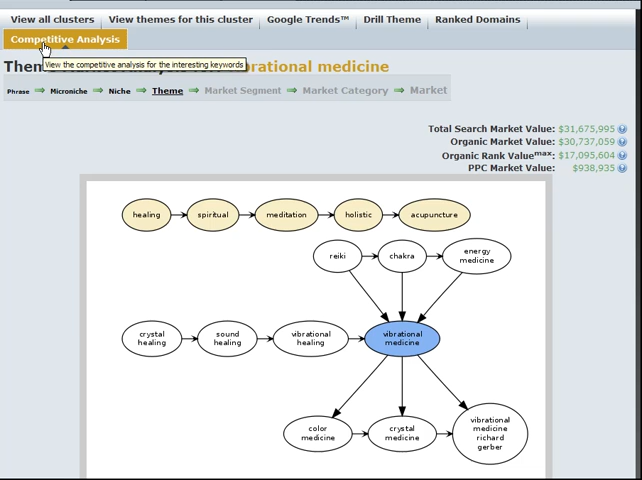 View all clusters View themes for this cluster Google Trends™ Drill Theme Ranked Domains
Competitive Analysis
View the competitive analysis for the interesting keywords
brational medicine
Phrase Microniche Niche Theme Market Segment Market Category Market
Total Search Market Value: $31,675,995
Organic Market Value: $30,737,059
Organic Rank Value max: $17,095,604
PPC Market Value: $938,935
healing spiritual meditation holistic acupuncture
reiki chakra energy
medicine
crystal
healing
sound
healing
vibrational
healing
vibrational
medicine
color
medicine
crystal
medicine
vibrational
medicine
richard
gerber